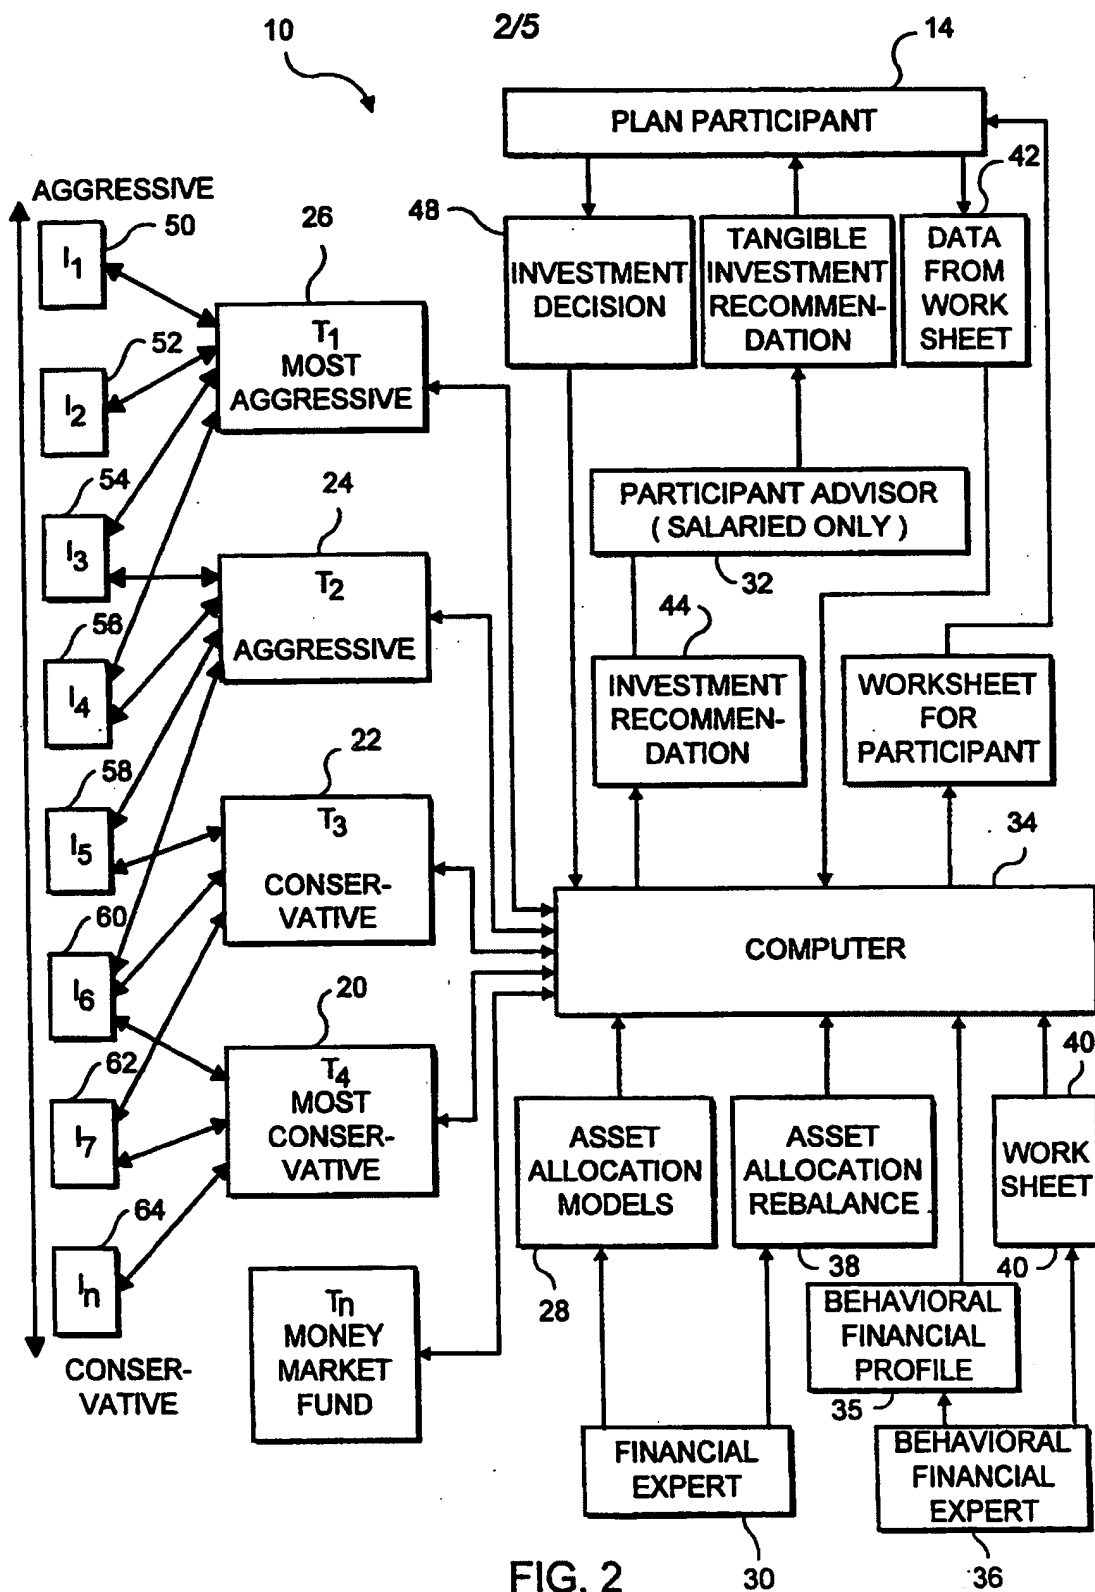 2/5
10
14
PLAN PARTICIPANT
42
48
INVESTMENT
DECISION
TANGIBLE
INVESTMENT
RECOMMEN-
DATION
DATA
FROM
WORK
SHEET
PARTICIPANT ADVISOR
( SALARIED ONLY )
32
44
INVESTMENT
RECOMMEN-
DATION
WORKSHEET
FOR
PARTICIPANT
34
COMPUTER
AGGRESSIVE
50
I1
52
I2
54
I3
56
I4
58
I5
60
I6
62
I7
64
In
CONSER-
VATIVE
26
T1
MOST
AGGRESSIVE
24
T2
AGGRESSIVE
22
T3
CONSER-
VATIVE
20
T4
MOST
CONSER-
VATIVE
Tn
MONEY
MARKET
FUND
ASSET
ALLOCATION
MODELS
28
ASSET
ALLOCATION
REBALANCE
38
40
WORK
SHEET
40
BEHAVIORAL
FINANCIAL
PROFILE
35
FINANCIAL
EXPERT
30
BEHAVIORAL
FINANCIAL
EXPERT
36
FIG. 2